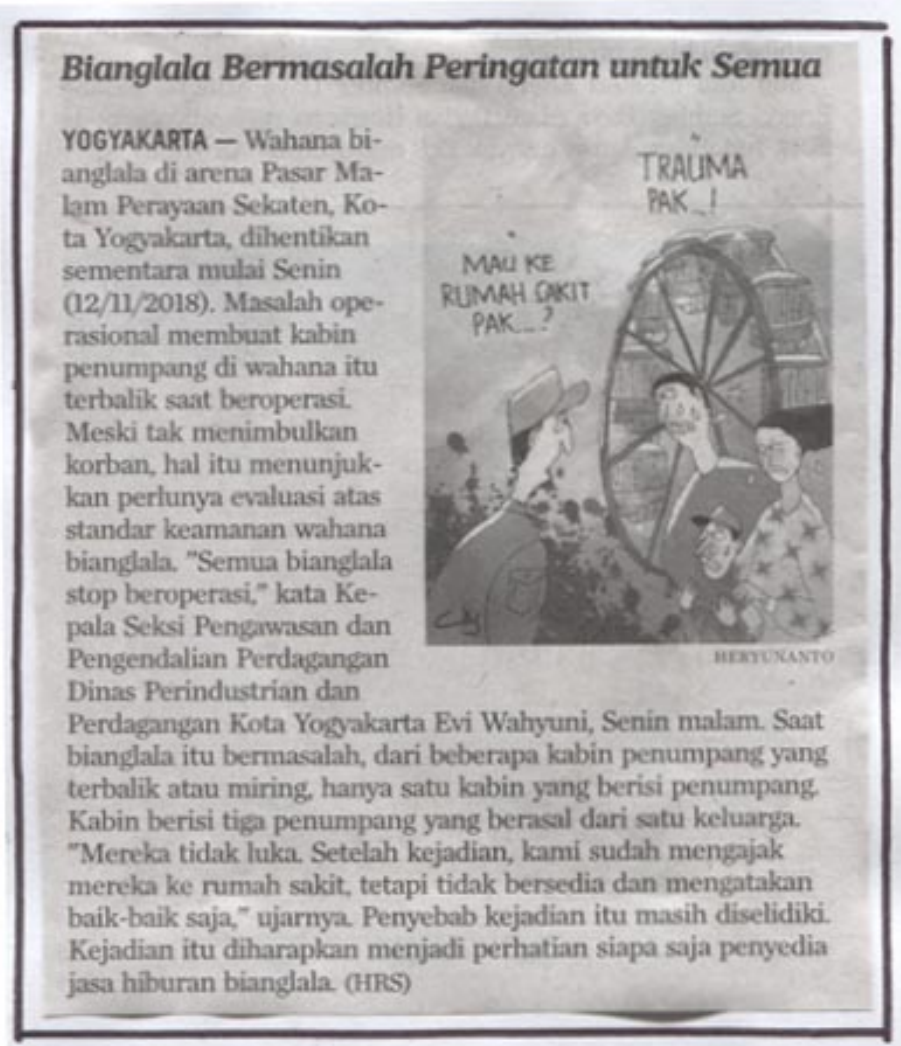 Bianglala Bermasalah Peringatan untuk Semua
YOGYAKARTA — Wahana bi-
anglala di arena Pasar Ma-
lam Perayaan Sekaten, Ko-
ta Yogyakarta, dihentikan
sementara mulai Senin
(12/11/2018). Masalah ope-
rasional membuat kabin
penumpang di wahana itu
terbalik saat beroperasi.
Meski tak menimbulkan
korban, hal itu menunjuk-
kan perlunya evaluasi atas
standar keamanan wahana
bianglala. "Semua bianglala
stop beroperasi," kata Ke-
pala Seksi Pengawasan dan
Pengendalian Perdagangan
Dinas Perindustrian dan
Perdagangan Kota Yogyakarta Evi Wahyuni, Senin malam. Saat
bianglala itu bermasalah, dari beberapa kabin penumpang yang
terbalik atau miring, hanya satu kabin yang berisi penumpang.
Kabin berisi tiga penumpang yang berasal dari satu keluarga.
"Mereka tidak luka. Setelah kejadian, kami sudah mengajak
mereka ke rumah sakit, tetapi tidak bersedia dan mengatakan
baik-baik saja," ujarnya. Penyebab kejadian itu masih diselidiki.
Kejadian itu diharapkan menjadi perhatian siapa saja penyedia
jasa hiburan bianglala. (HRS)
TRAUMA
PAK...!
MAU KE
RUMAH SAKIT
PAK...?
HERYUNANTO